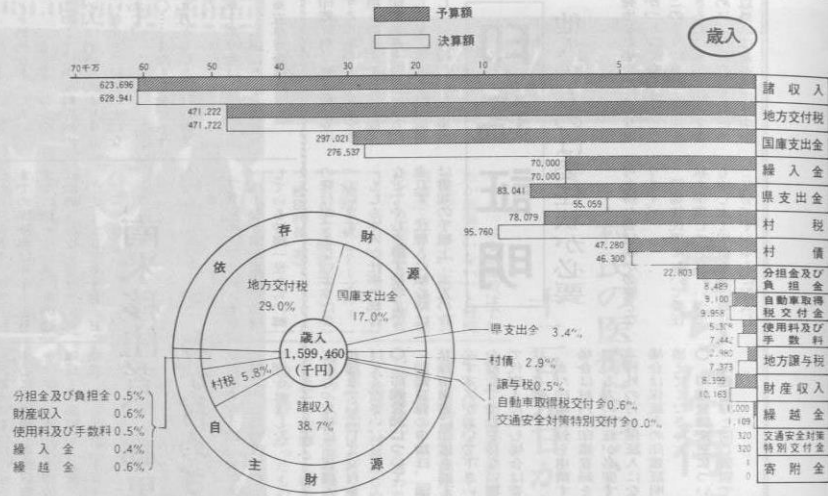 予算額
決算額
歳入
70千万 60 50 40 30 20 10 5
623.696
628.941
諸収入
471.222
471.722
地方交付税
297.021
276.537
国庫支出金
70,000
70.000
繰入金
83.041
55.059
県支出金
78.079
95.760
村税
47.280
46.300
村債
22.803
8.489
分担金及び
負担金
9.100
9.958
自動車取得
税交付金
7.442
使用料及び
手数料
7.373
地方譲与税
8.399
10.163
財産収入
1.000
1,109
繰越金
320
320
交通安全対策
特別交付金
0
寄附金
依存財源
地方交付税
29.0%
国庫支出金
17.0%
県支出金 3.4%
村債 2.9%
譲与税0.5%
自動車取得税交付金0.6%
交通安全対策特別交付金0.0%
歳入
1,599,460
(千円)
村税 5.8%
諸収入
38.7%
自主財源
分担金及び負担金 0.5%
財産収入 0.6%
使用料及び手数料 0.5%
繰入金 0.4%
繰越金 0.6%
証
明
必要